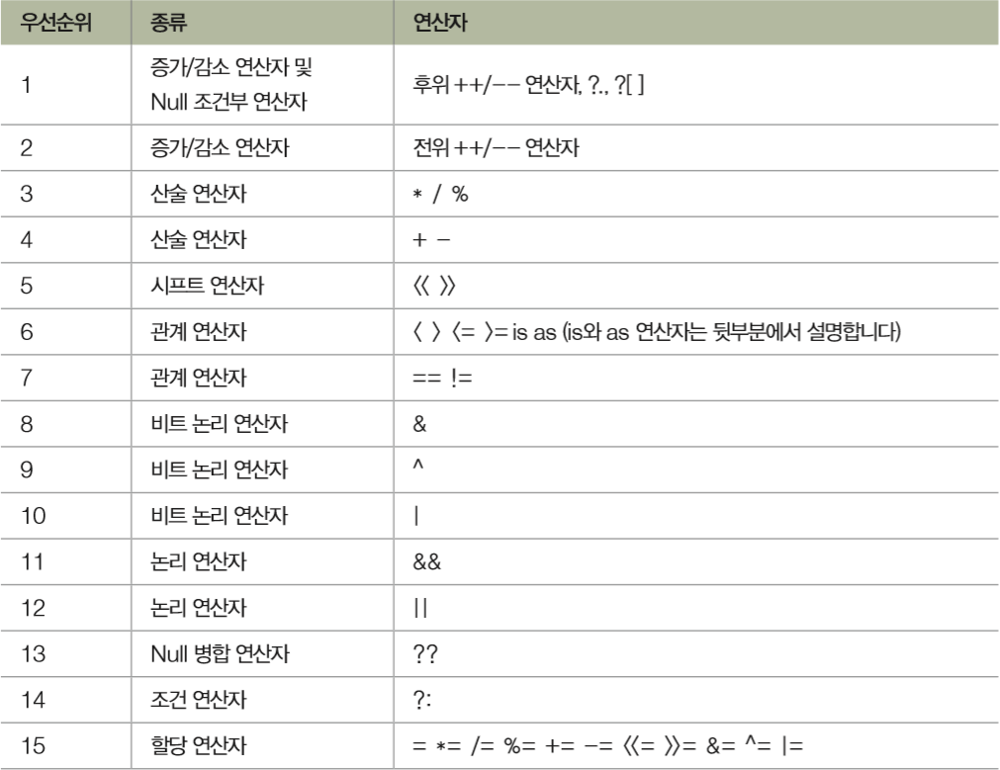 우선순위 종류 연산자
1 증가/감소 연산자 및 Null 조건부 연산자 후위 ++/-- 연산자, ?., ?[ ]
2 증가/감소 연산자 전위 ++/-- 연산자
3 산술 연산자 * / %
4 산술 연산자 + -
5 시프트 연산자 << >>
6 관계 연산자 < > <= >= is as (is와 as 연산자는 뒷부분에서 설명합니다)
7 관계 연산자 == !=
8 비트 논리 연산자 &
9 비트 논리 연산자 ^
10 비트 논리 연산자 |
11 논리 연산자 &&
12 논리 연산자 ||
13 Null 병합 연산자 ??
14 조건 연산자 ?:
15 할당 연산자 = *= /= %= += -= <<= >>= &= ^= |=